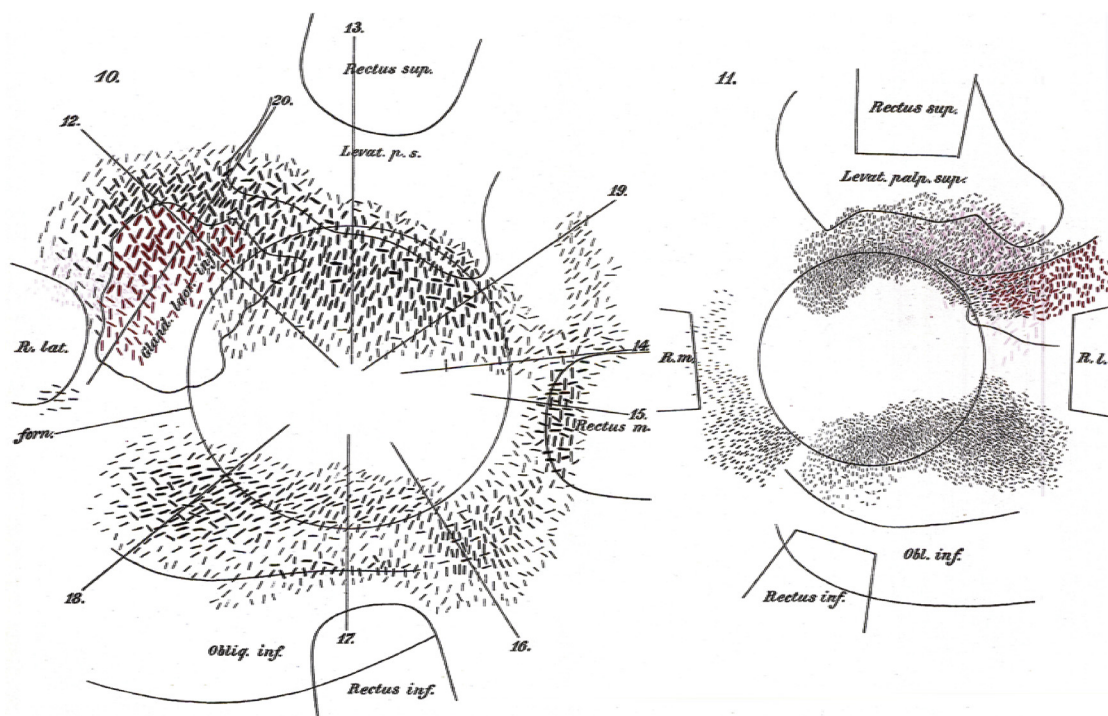 10.
13.
Rectus sup.
20.
12.
Levat. p. s.
19.
R. lat.
14.
15.
Rectus m.
forn.
18.
17.
16.
Obliq. inf.
Rectus inf.
11.
Rectus sup.
Levat. palp. sup.
R. m.
R. l.
Obl. inf.
Rectus inf.